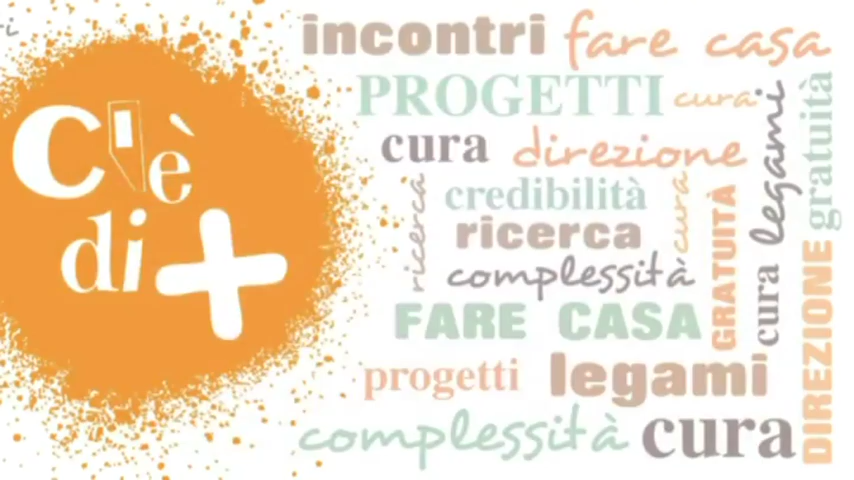 C'è
di +
incontri fare casa
PROGETTI cura
cura direzione
ricerca
credibilità
cura
GRATUITÀ
legami
gratuità
ricerca
complessità
cura
DIREZIONE
FARE CASA
progetti legami
complessità cura